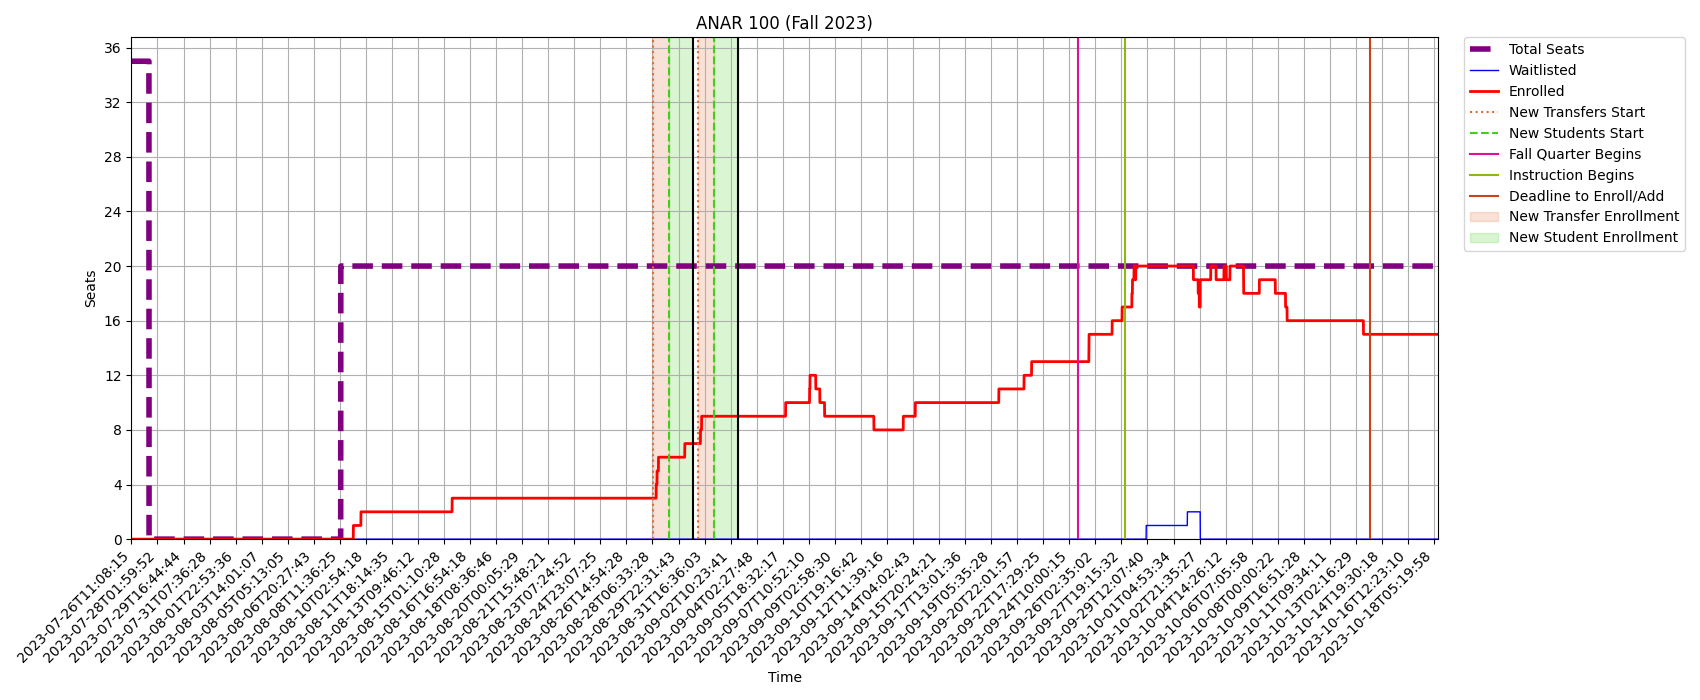 ANAR 100 (Fall 2023)
36
32
28
24
20
16
12
8
4
0
Seats
2023-07-26T11:08:15
2023-07-28T01:59:52
2023-07-29T16:44:44
2023-07-31T07:36:28
2023-08-01T22:53:36
2023-08-03T14:01:07
2023-08-05T05:13:05
2023-08-06T20:27:43
2023-08-08T11:36:25
2023-08-10T02:54:18
2023-08-11T18:14:35
2023-08-13T09:46:12
2023-08-15T01:10:28
2023-08-16T16:54:18
2023-08-18T08:36:46
2023-08-20T00:05:29
2023-08-21T15:48:21
2023-08-23T07:24:52
2023-08-24T23:07:25
2023-08-26T14:54:28
2023-08-28T06:33:28
2023-08-29T22:31:43
2023-08-31T16:36:03
2023-09-02T10:23:41
2023-09-04T02:27:48
2023-09-05T18:32:17
2023-09-07T10:52:10
2023-09-09T02:58:30
2023-09-10T19:16:42
2023-09-12T11:39:16
2023-09-14T04:02:43
2023-09-15T20:24:21
2023-09-17T13:01:36
2023-09-19T05:35:28
2023-09-20T22:01:57
2023-09-22T17:29:25
2023-09-24T10:00:15
2023-09-26T02:35:02
2023-09-27T19:15:32
2023-09-29T12:07:40
2023-10-01T04:53:34
2023-10-02T21:35:27
2023-10-04T14:26:12
2023-10-06T07:05:58
2023-10-08T00:00:22
2023-10-09T16:51:28
2023-10-11T09:34:11
2023-10-13T02:16:29
2023-10-14T19:30:18
2023-10-16T12:23:10
2023-10-18T05:19:58
Time
Total Seats
Waitlisted
Enrolled
New Transfers Start
New Students Start
Fall Quarter Begins
Instruction Begins
Deadline to Enroll/Add
New Transfer Enrollment
New Student Enrollment